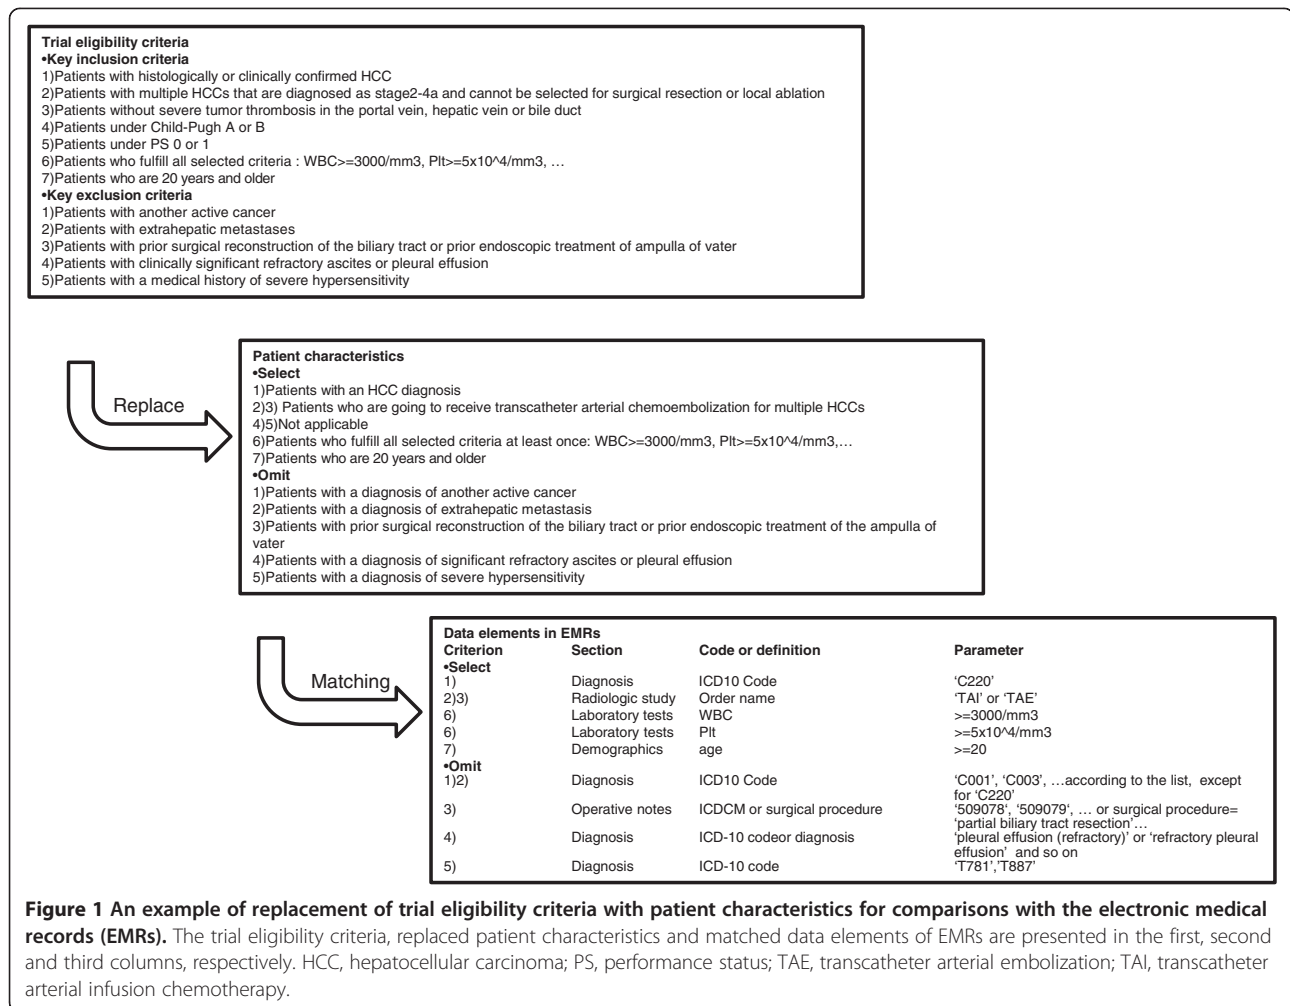 Trial eligibility criteria
•Key inclusion criteria
1)Patients with histologically or clinically confirmed HCC
2)Patients with multiple HCCs that are diagnosed as stage2-4a and cannot be selected for surgical resection or local ablation
3)Patients without severe tumor thrombosis in the portal vein, hepatic vein or bile duct
4)Patients under Child-Pugh A or B
5)Patients under PS 0 or 1
6)Patients who fulfill all selected criteria : WBC>=3000/mm3, Plt>=5x10^4/mm3, …
7)Patients who are 20 years and older
•Key exclusion criteria
1)Patients with another active cancer
2)Patients with extrahepatic metastases
3)Patients with prior surgical reconstruction of the biliary tract or prior endoscopic treatment of ampulla of vater
4)Patients with clinically significant refractory ascites or pleural effusion
5)Patients with a medical history of severe hypersensitivity
Replace
Patient characteristics
•Select
1)Patients with an HCC diagnosis
2)3) Patients who are going to receive transcatheter arterial chemoembolization for multiple HCCs
4)5)Not applicable
6)Patients who fulfill all selected criteria at least once: WBC>=3000/mm3, Plt>=5x10^4/mm3,…
7)Patients who are 20 years and older
•Omit
1)Patients with a diagnosis of another active cancer
2)Patients with a diagnosis of extrahepatic metastasis
3)Patients with prior surgical reconstruction of the biliary tract or prior endoscopic treatment of the ampulla of
vater
4)Patients with a diagnosis of significant refractory ascites or pleural effusion
5)Patients with a diagnosis of severe hypersensitivity
Matching
Data elements in EMRs
Criterion Section Code or definition Parameter
•Select
1) Diagnosis ICD10 Code 'C220'
2)3) Radiologic study Order name 'TAI' or 'TAE'
6) Laboratory tests WBC >=3000/mm3
6) Laboratory tests Plt >=5x10^4/mm3
7) Demographics age >=20
•Omit
1)2) Diagnosis ICD10 Code 'C001', 'C003', …according to the list, except
for 'C220'
3) Operative notes ICDCM or surgical procedure '509078', '509079', … or surgical procedure=
'partial biliary tract resection'…
4) Diagnosis ICD-10 codeor diagnosis 'pleural effusion (refractory)' or 'refractory pleural
effusion' and so on
5) Diagnosis ICD-10 code 'T781','T887'
Figure 1 An example of replacement of trial eligibility criteria with patient characteristics for comparisons with the electronic medical
records (EMRs). The trial eligibility criteria, replaced patient characteristics and matched data elements of EMRs are presented in the first, second
and third columns, respectively. HCC, hepatocellular carcinoma; PS, performance status; TAE, transcatheter arterial embolization; TAI, transcatheter
arterial infusion chemotherapy.